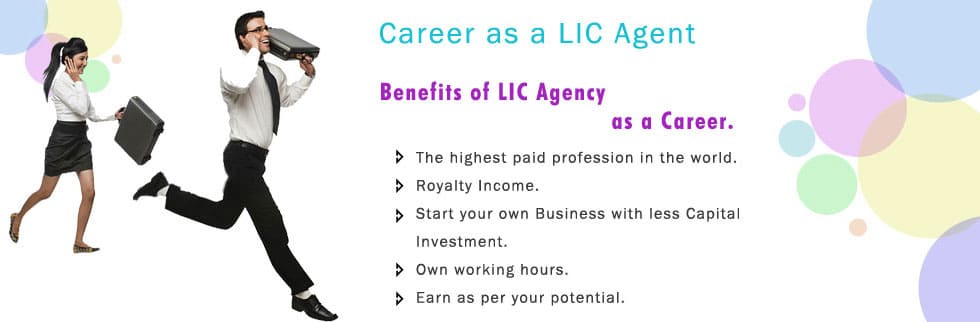 Career as a LIC Agent
Benefits of LIC Agency
as a Career.
The highest paid profession in the world.
Royalty Income.
Start your own Business with less Capital
Investment.
Own working hours.
Earn as per your potential.